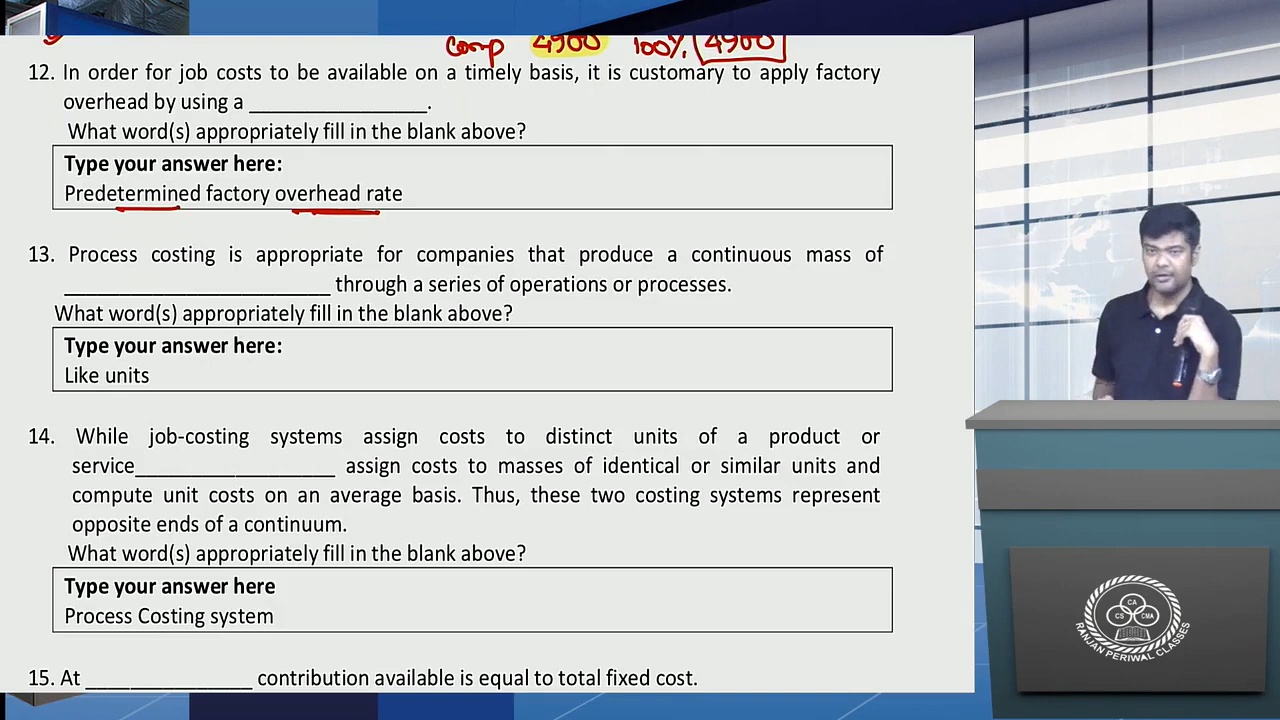 Comp 4900 100% 4900
12. In order for job costs to be available on a timely basis, it is customary to apply factory
overhead by using a ________________.
What word(s) appropriately fill in the blank above?
Type your answer here:
Predetermined factory overhead rate
13. Process costing is appropriate for companies that produce a continuous mass of
________________________ through a series of operations or processes.
What word(s) appropriately fill in the blank above?
Type your answer here:
Like units
14. While job-costing systems assign costs to distinct units of a product or
service__________________ assign costs to masses of identical or similar units and
compute unit costs on an average basis. Thus, these two costing systems represent
opposite ends of a continuum.
What word(s) appropriately fill in the blank above?
Type your answer here
Process Costing system
15. At _______________ contribution available is equal to total fixed cost.
CA
CS CMA
RANJAN PERIWAL CLASSES